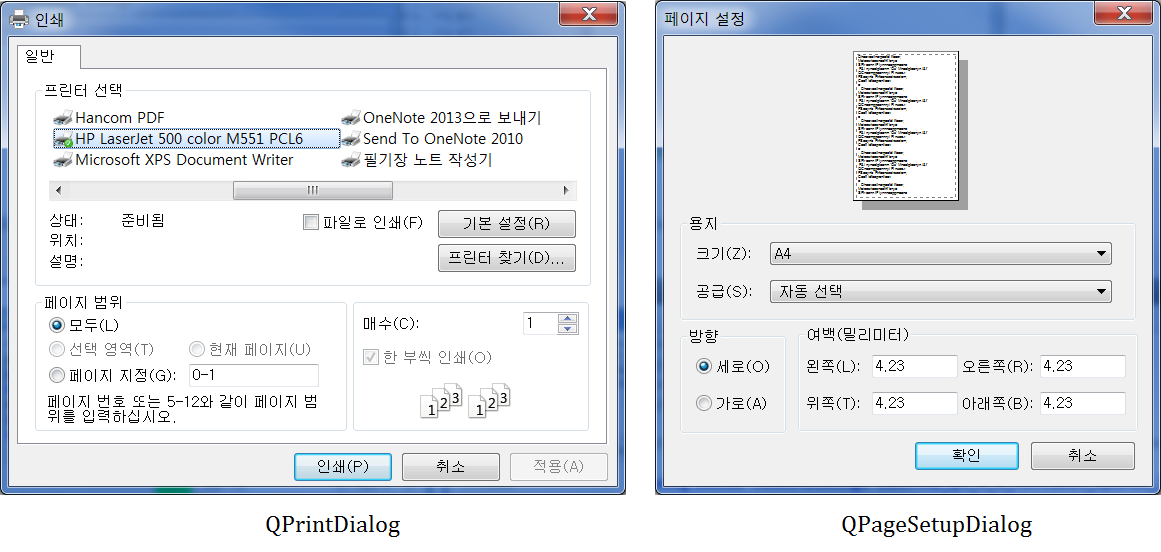 인쇄
일반
프린터 선택
Hancom PDF
OneNote 2013으로 보내기
HP LaserJet 500 color M551 PCL6
Send To OneNote 2010
Microsoft XPS Document Writer
필기장 노트 작성기
상태: 준비됨
파일로 인쇄(F)
기본 설정(R)
위치:
설명:
프린터 찾기(D)...
페이지 범위
모두(L)
선택 영역(T)
현재 페이지(U)
페이지 지정(G): 0-1
페이지 번호 또는 5-12와 같이 페이지 범
위를 입력하십시오.
매수(C): 1
한 부씩 인쇄(O)
1 2 3 1 2 3
인쇄(P)
취소
적용(A)
QPrintDialog
페이지 설정
용지
크기(Z): A4
공급(S): 자동 선택
방향
세로(O)
가로(A)
여백(밀리미터)
왼쪽(L): 4.23 오른쪽(R): 4.23
위쪽(T): 4.23 아래쪽(B): 4.23
확인
취소
QPageSetupDialog